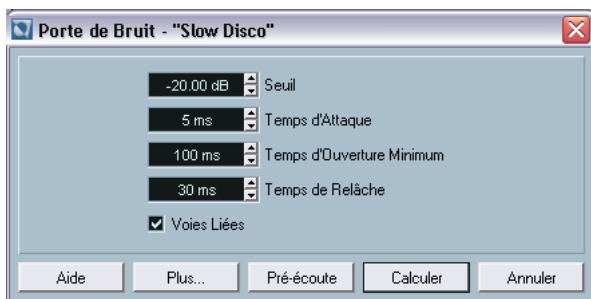 Porte de Bruit - "Slow Disco"
-20.00 dB Seuil
5 ms Temps d'Attaque
100 ms Temps d'Ouverture Minimum
30 ms Temps de Relâche
Voies Liées
Aide Plus... Pré-écoute Calculer Annuler